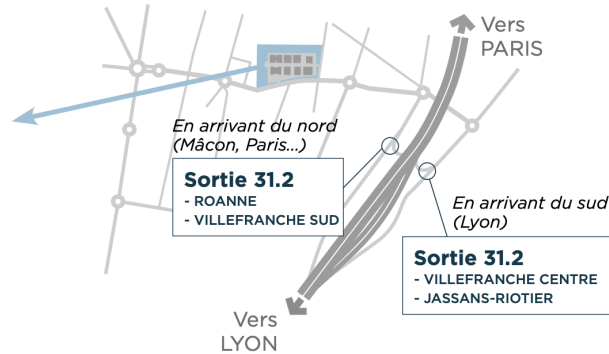 Vers
PARIS
En arrivant du nord
(Mâcon, Paris...)
Sortie 31.2
- ROANNE
- VILLEFRANCHE SUD
En arrivant du sud
(Lyon)
Sortie 31.2
- VILLEFRANCHE CENTRE
- JASSANS-RIOTIER
Vers
LYON